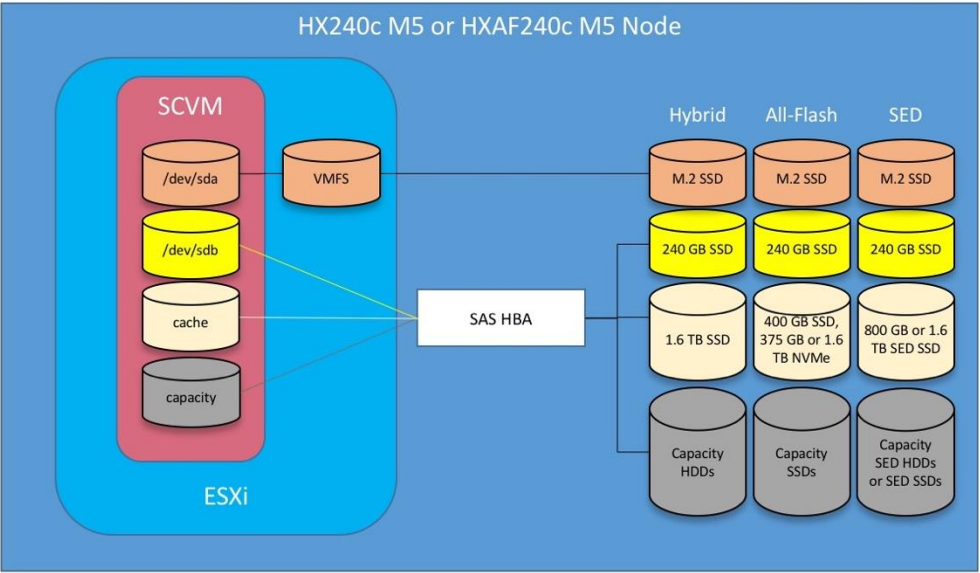 HX240c M5 or HXAF240c M5 Node
SCVM
/dev/sda
VMFS
/dev/sdb
cache
capacity
ESXi
SAS HBA
Hybrid
All-Flash
SED
M.2 SSD
M.2 SSD
M.2 SSD
240 GB SSD
240 GB SSD
240 GB SSD
1.6 TB SSD
400 GB SSD,
375 GB or 1.6
TB NVMe
800 GB or 1.6
TB SED SSD
Capacity
HDDs
Capacity
SSDs
Capacity
SED HDDs
or SED SSDs